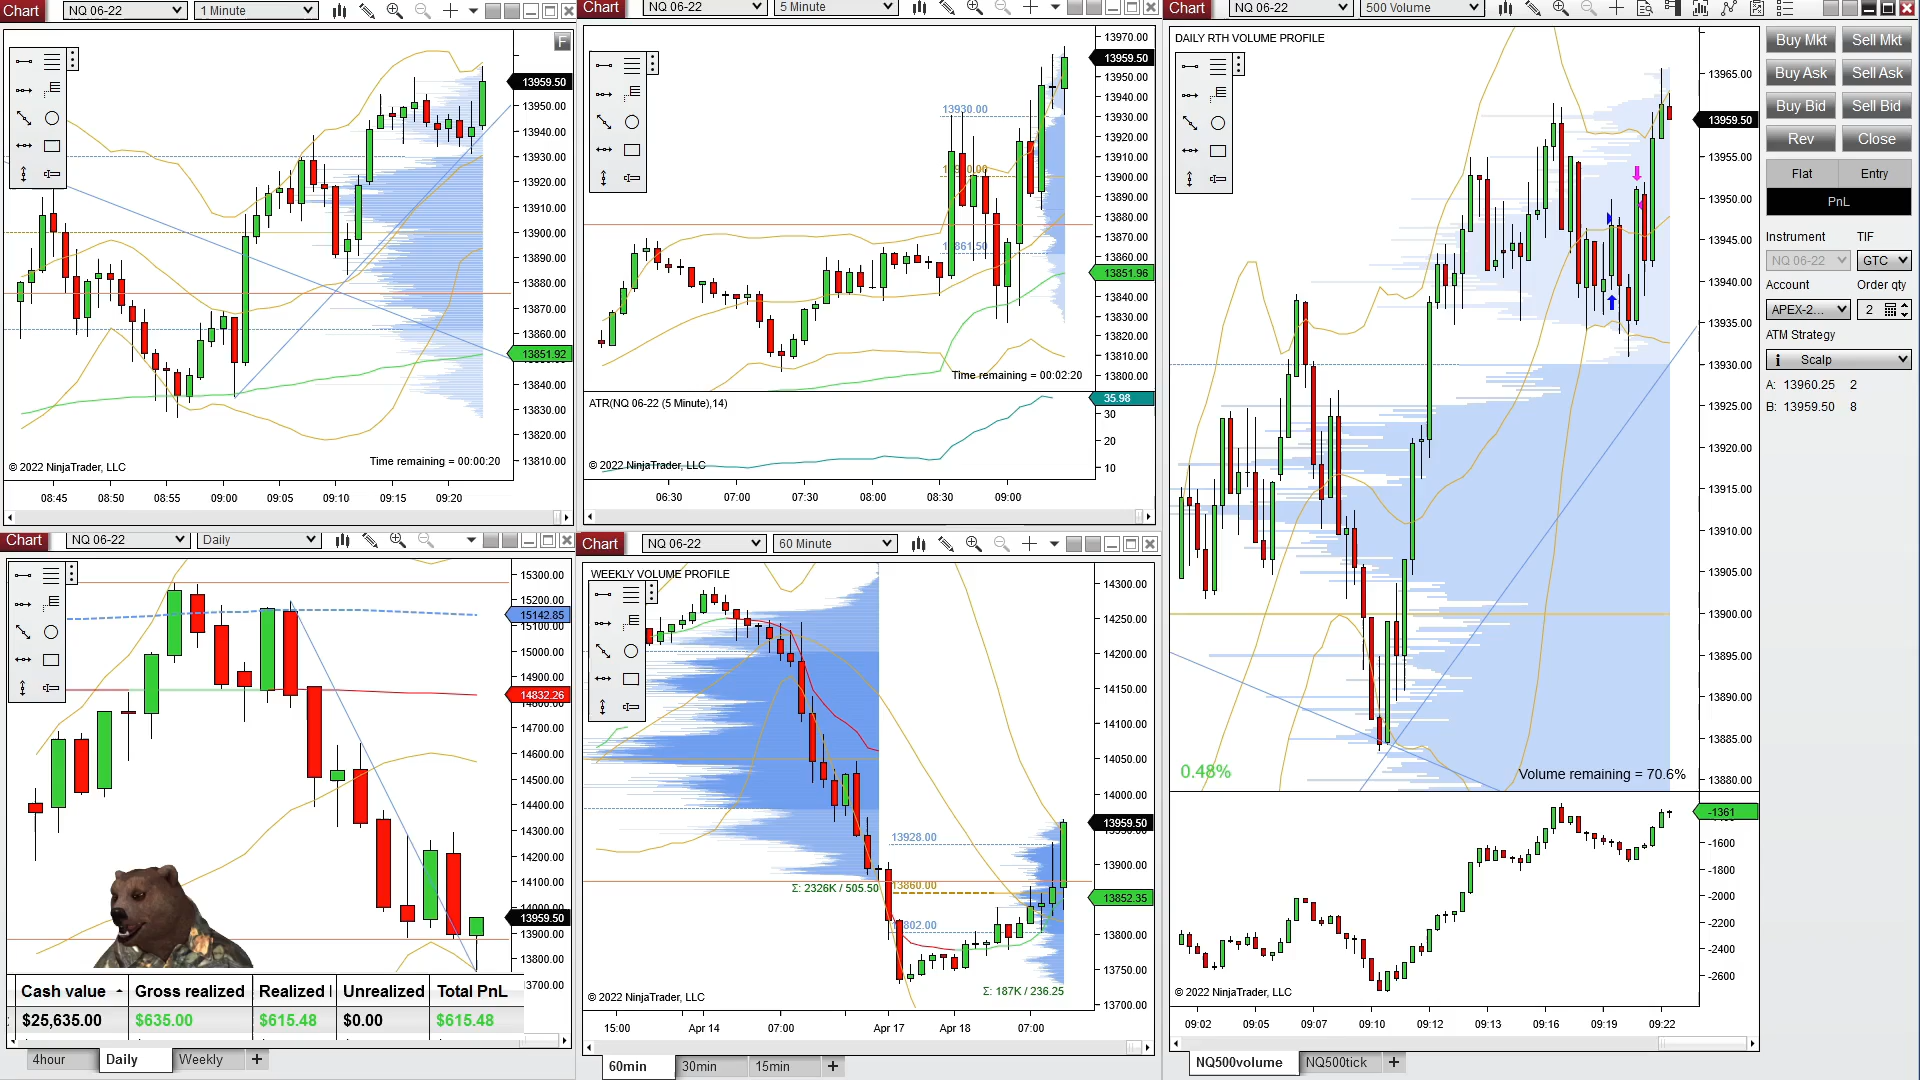 Chart NQ 06-22 1 Minute
F
13959.50
13950.00
13940.00
13930.00
13920.00
13910.00
13900.00
13890.00
13880.00
13870.00
13860.00
13851.92
13840.00
13830.00
13820.00
13810.00
© 2022 NinjaTrader, LLC
Time remaining = 00:00:20
08:45 08:50 08:55 09:00 09:05 09:10 09:15 09:20
Chart NQ 06-22 5 Minute
13970.00
13959.50
13950.00
13940.00
13930.00
13920.00
13910.00
13900.00
13890.00
13880.00
13870.00
13860.00
13851.96
13840.00
13830.00
13820.00
13810.00
13800.00
13930.00
13861.50
Time remaining = 00:02:20
ATR(NQ 06-22 (5 Minute),14)
35.98
30
20
10
© 2022 NinjaTrader, LLC
06:30 07:00 07:30 08:00 08:30 09:00
Chart NQ 06-22 500 Volume
DAILY RTH VOLUME PROFILE
13965.00
13959.50
13955.00
13950.00
13945.00
13940.00
13935.00
13930.00
13925.00
13920.00
13915.00
13910.00
13905.00
13900.00
13895.00
13890.00
13885.00
13880.00
0.48%
Volume remaining = 70.6%
-1361
-1600
-1800
-2000
-2200
-2400
-2600
© 2022 NinjaTrader, LLC
09:02 09:05 09:07 09:10 09:12 09:13 09:16 09:19 09:22
NQ500volume NQ500tick +
Buy Mkt Sell Mkt
Buy Ask Sell Ask
Buy Bid Sell Bid
Rev Close
Flat Entry
PnL
Instrument TIF
NQ 06-22 GTC
Account Order qty
APEX-2... 2
ATM Strategy
i Scalp
A: 13960.25 2
B: 13959.50 8
Chart NQ 06-22 Daily
15300.00
15200.00
15142.85
15100.00
15000.00
14900.00
14832.26
14800.00
14700.00
14600.00
14500.00
14400.00
14300.00
14200.00
14100.00
14000.00
13959.50
13900.00
13800.00
13700.00
Cash value Gross realized Realized Unrealized Total PnL
$25,635.00 $635.00 $615.48 $0.00 $615.48
4hour Daily Weekly +
Chart NQ 06-22 60 Minute
WEEKLY VOLUME PROFILE
14300.00
14250.00
14200.00
14150.00
14100.00
14050.00
14000.00
13959.50
13900.00
13852.35
13800.00
13750.00
13700.00
13928.00
13860.00
13802.00
Σ: 2326K / 505.50
Σ: 187K / 236.25
© 2022 NinjaTrader, LLC
15:00 Apr 14 07:00 Apr 17 Apr 18 07:00
60min 30min 15min +